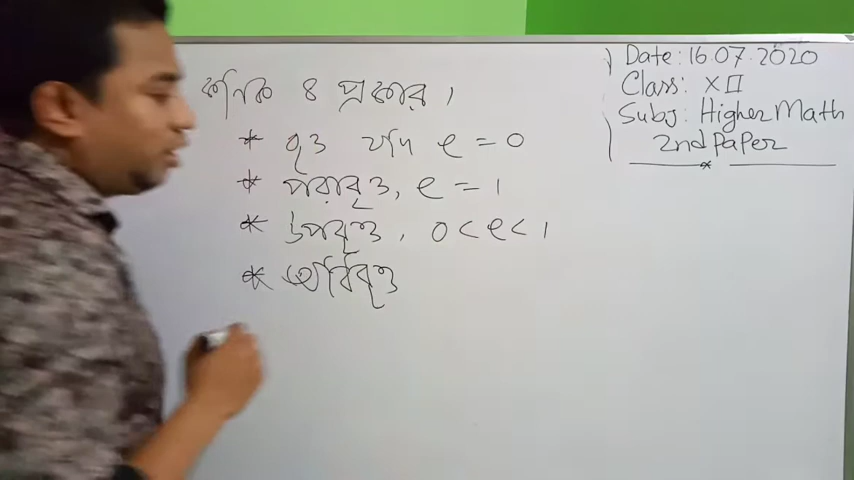 কণিক ৪ প্রকার।
* বৃত্ত যদি e = 0
* পরাবৃত্ত, e = 1
* উপবৃত্ত, 0 < e < 1
* অধিবৃত্ত
Date: 16.07.2020
Class: XII
Subj: Higher Math
2nd Paper